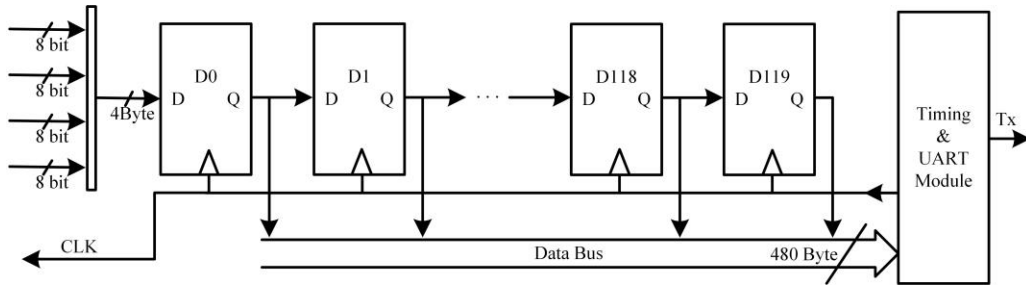 8 bit
8 bit
8 bit
8 bit
4Byte
D0
D Q
D1
D Q
···
D118
D Q
D119
D Q
Timing
&
UART
Module
Tx
CLK
Data Bus
480 Byte